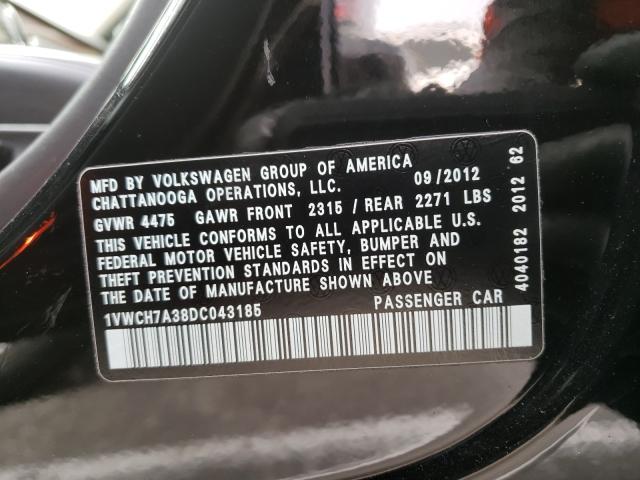 MFD BY VOLKSWAGEN GROUP OF AMERICA
CHATTANOOGA OPERATIONS, LLC. 09/2012
GVWR 4475 GAWR FRONT 2315 / REAR 2271 LBS
THIS VEHICLE CONFORMS TO ALL APPLICABLE U.S.
FEDERAL MOTOR VEHICLE SAFETY, BUMPER AND
THEFT PREVENTION STANDARDS IN EFFECT ON
THE DATE OF MANUFACTURE SHOWN ABOVE
1VWCH7A38DC043185 PASSENGER CAR
4040182 2012 62